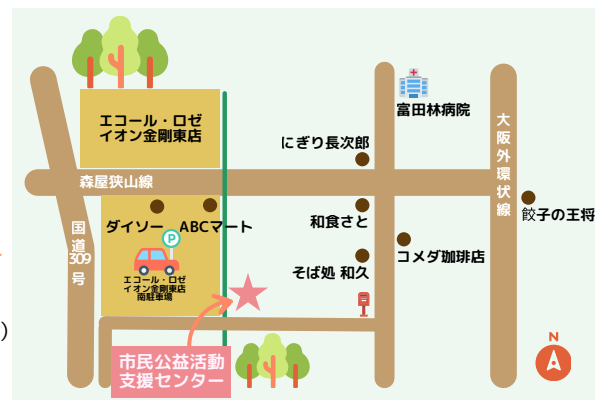 エコール・ロゼ
イオン金剛東店
富田林病院
にぎり長次郎
大阪外環状線
森屋狭山線
餃子の王将
ダイソー
ABCマート
和食さと
国道309号
P
コメダ珈琲店
そば処 和久
エコール・ロゼ
イオン金剛東店
南駐車場
)
市民公益活動
支援センター
N